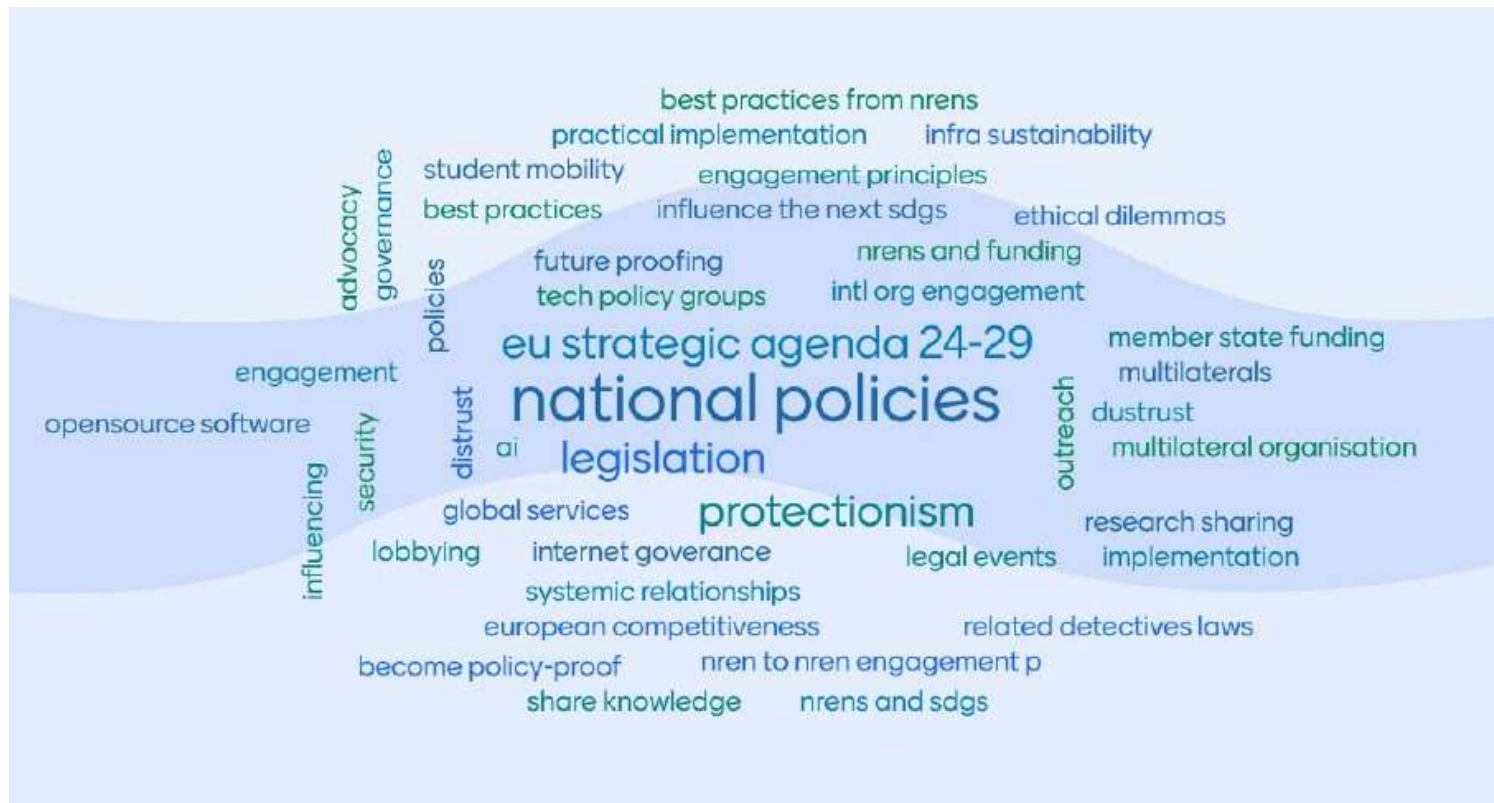 best practices from nrens
practical implementation
infra sustainability
student mobility
engagement principles
governance
advocacy
best practices
influence the next sdgs
ethical dilemmas
future proofing
nrens and funding
policies
tech policy groups
intl org engagement
eu strategic agenda 24-29
member state funding
engagement
national policies
multilaterals
outreach
dustrust
opensource software
security
distrust
ai
legislation
multilateral organisation
influencing
global services
protectionism
research sharing
lobbying
internet goverance
legal events
implementation
systemic relationships
european competitiveness
related detectives laws
become policy-proof
nren to nren engagement p
share knowledge
nrens and sdgs